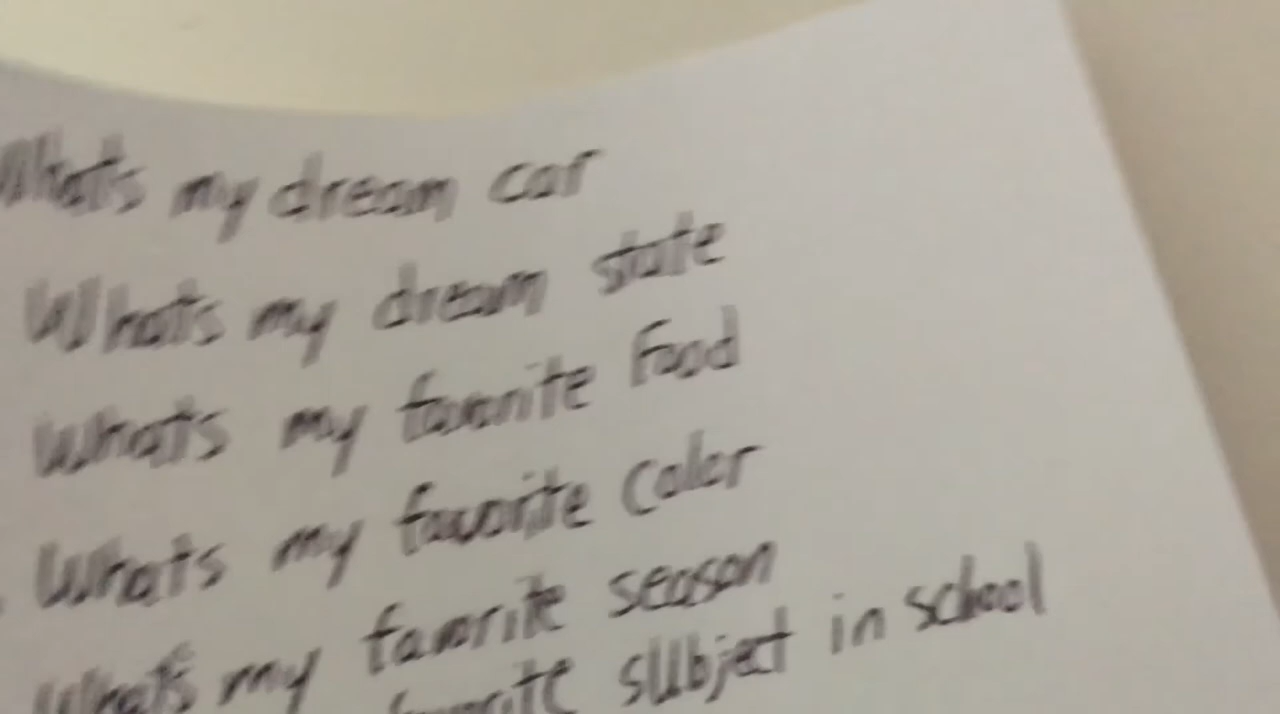 Whats my dream car
Whats my dream state
Whats my favorite Food
Whats my favorite Color
Whats my favorite season
favorite subject in school